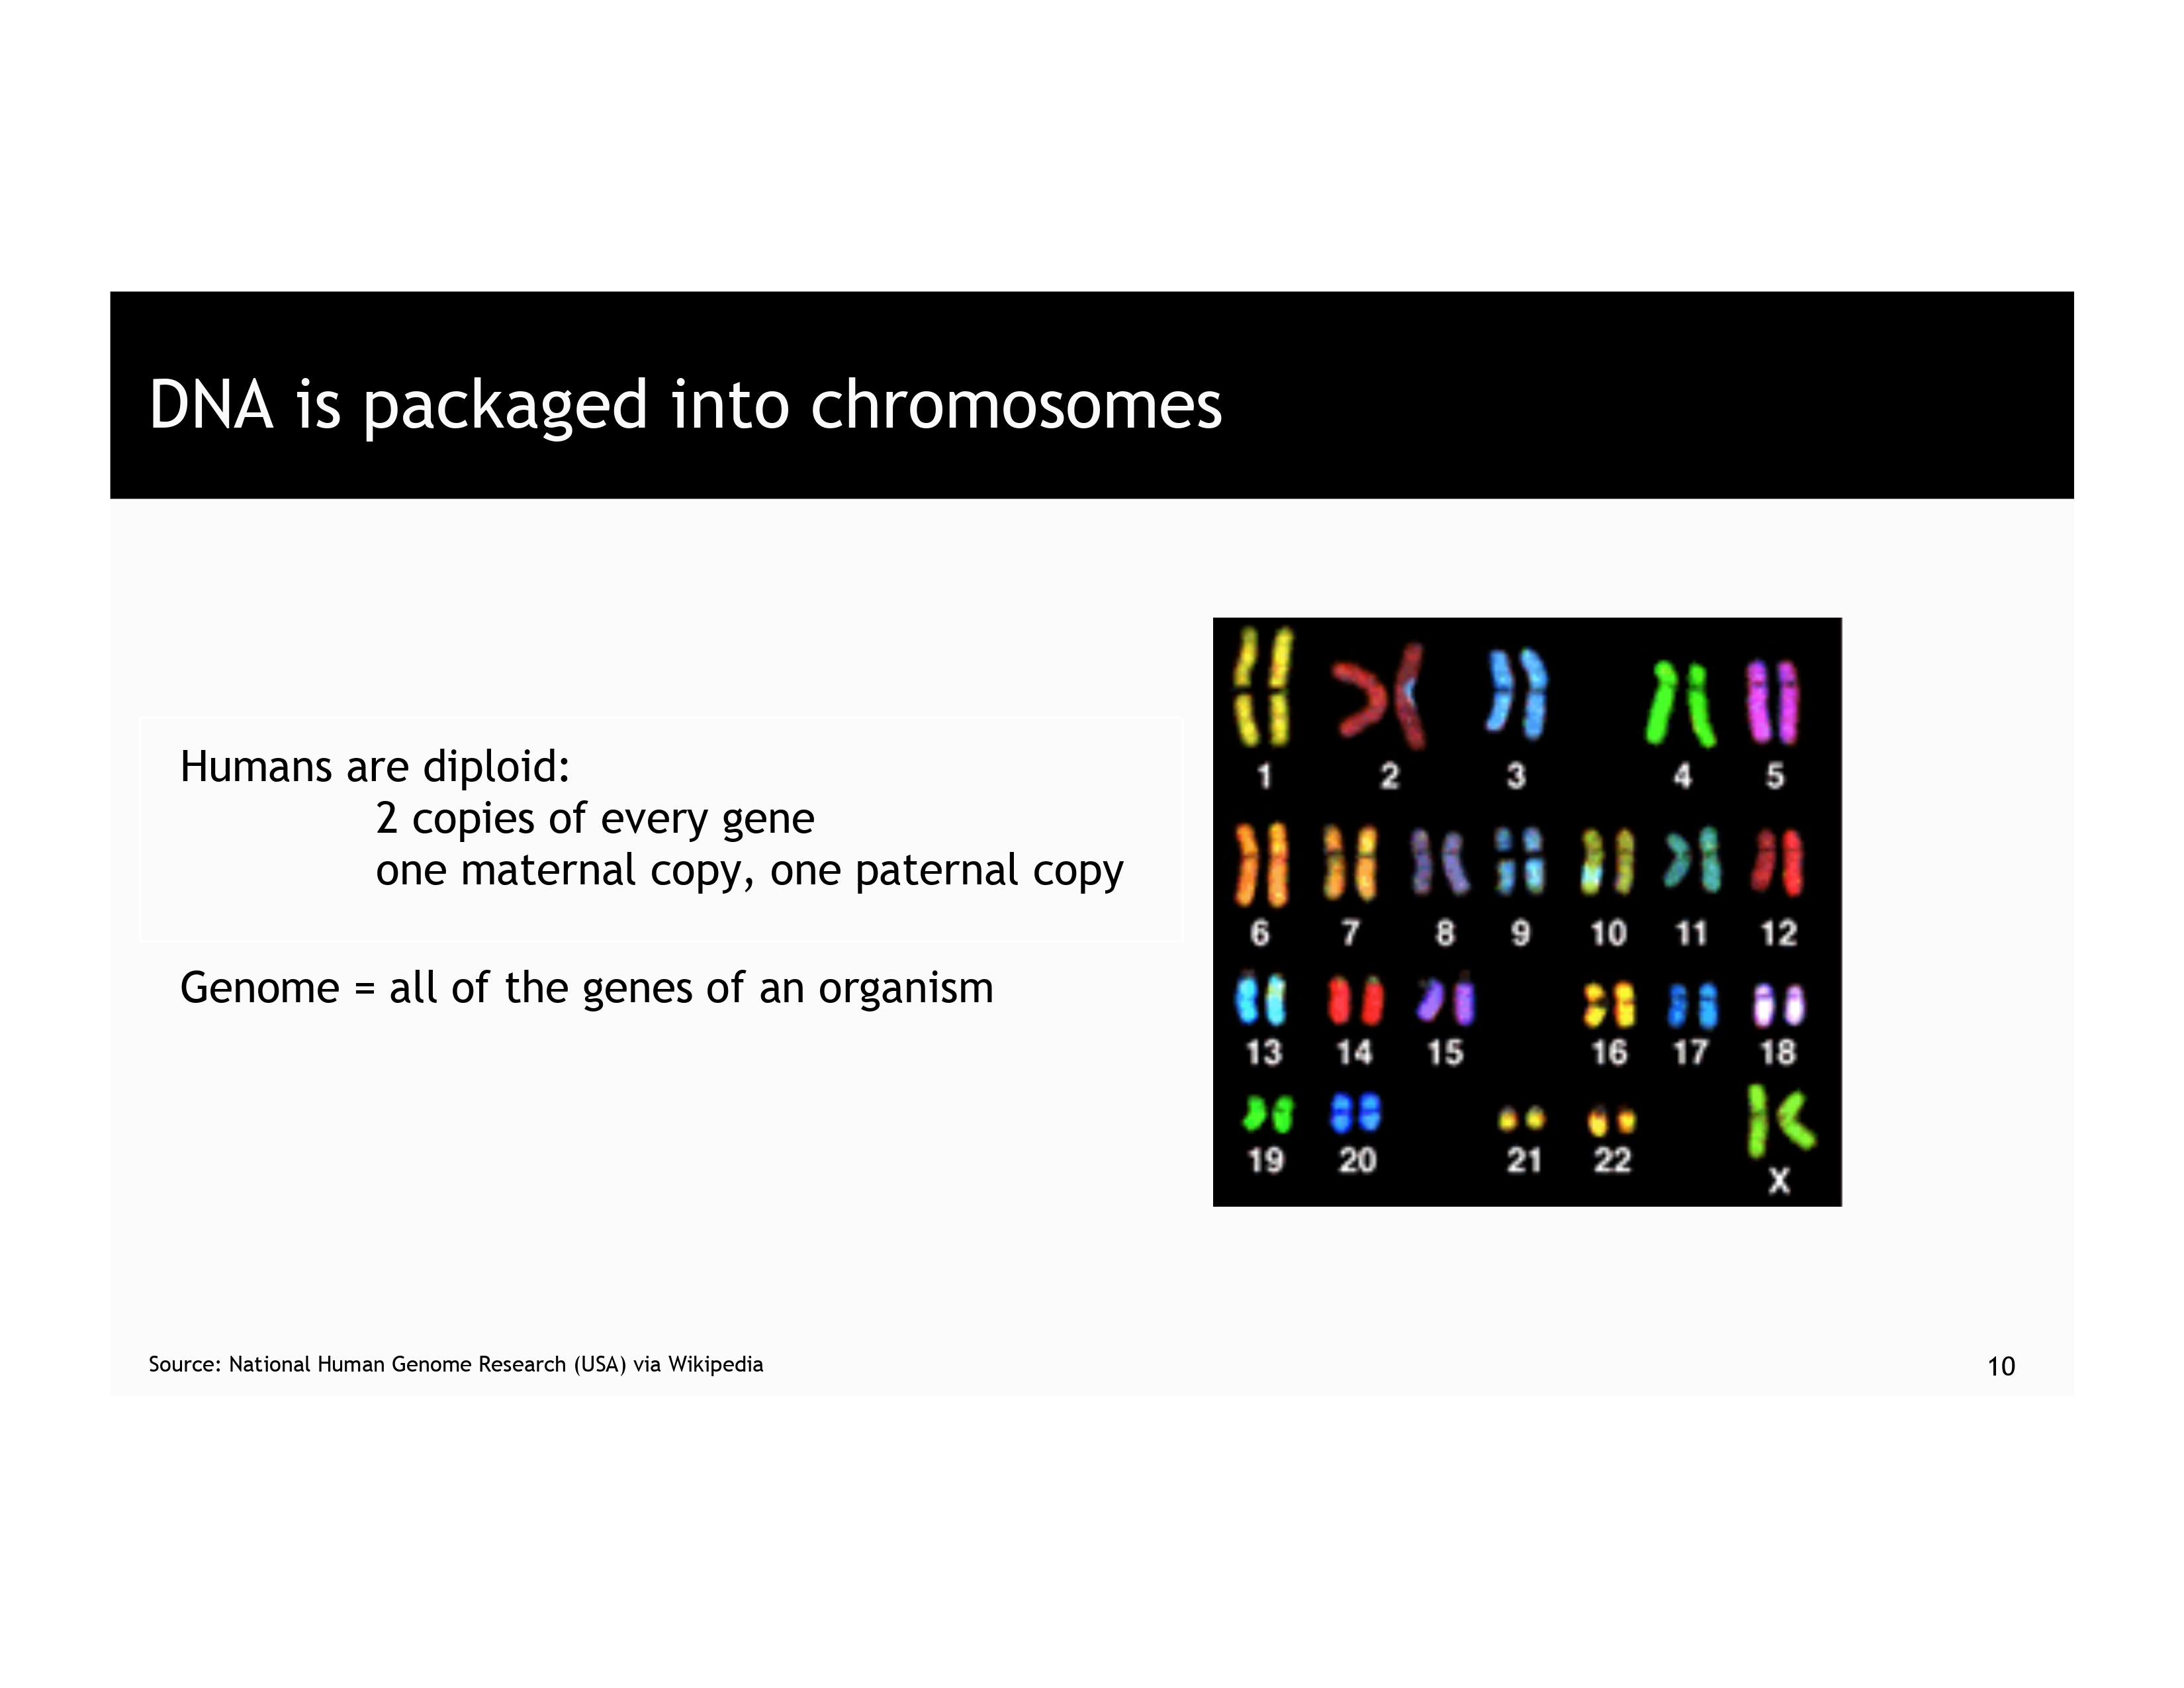 DNA is packaged into chromosomes
Humans are diploid:
2 copies of every gene
one maternal copy, one paternal copy
Genome = all of the genes of an organism
1 2 3 4 5
6 7 8 9 10 11 12
13 14 15 16 17 18
19 20 21 22 X
Source: National Human Genome Research (USA) via Wikipedia
10